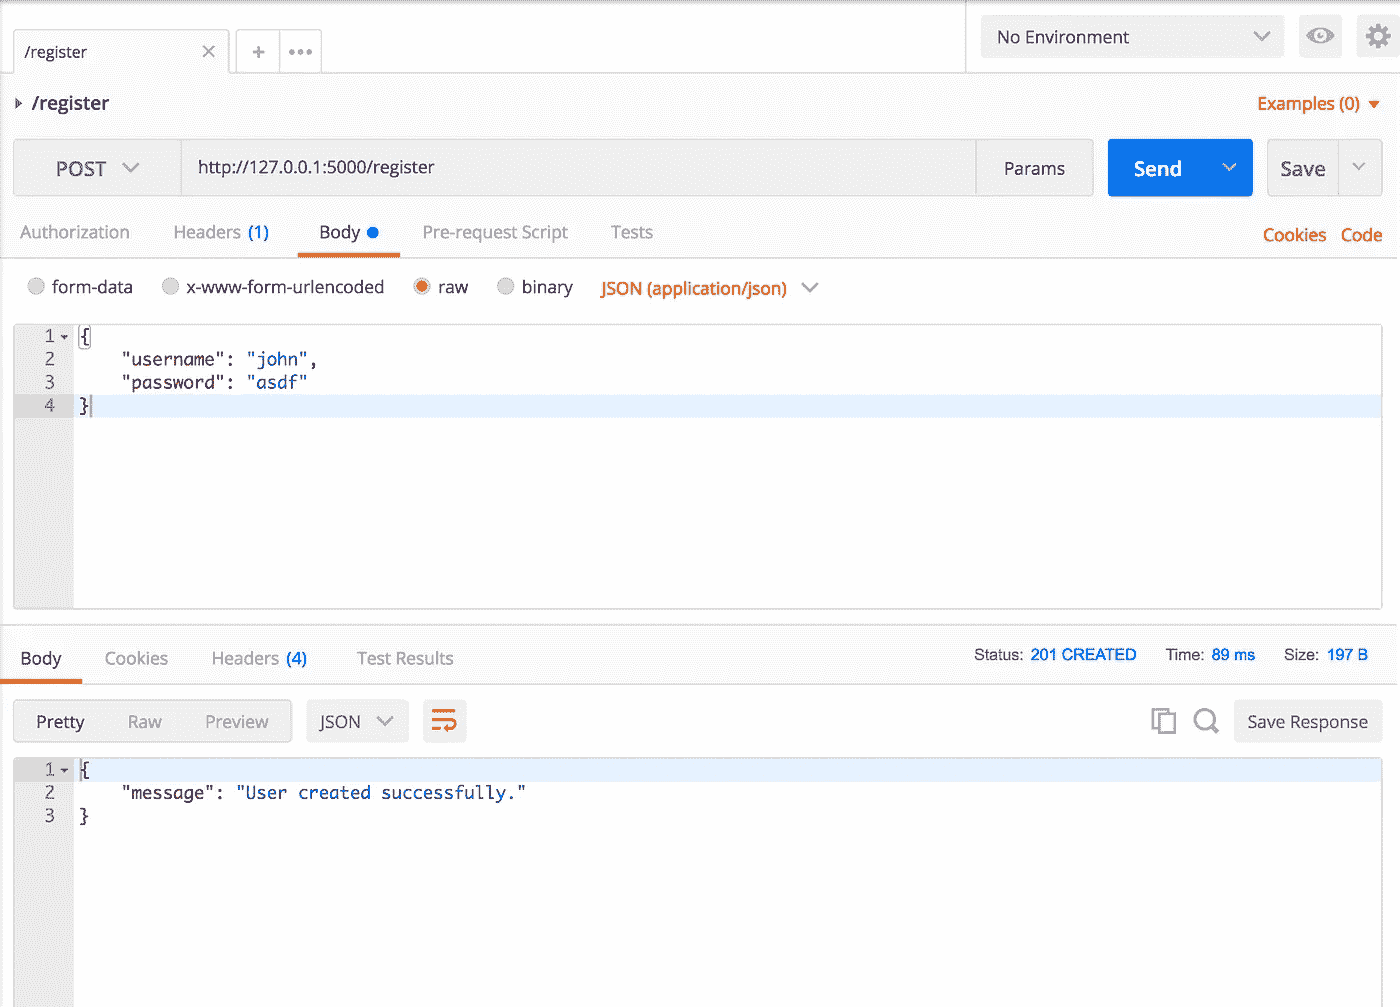 /register
No Environment
/register
Examples (0)
POST
http://127.0.0.1:5000/register
Params
Send
Save
Authorization
Headers (1)
Body
Pre-request Script
Tests
Cookies
Code
form-data
x-www-form-urlencoded
raw
binary
JSON (application/json)
1 {
2 "username": "john",
3 "password": "asdf"
4 }
Body
Cookies
Headers (4)
Test Results
Status: 201 CREATED
Time: 89 ms
Size: 197 B
Pretty
Raw
Preview
JSON
Save Response
1 {
2 "message": "User created successfully."
3 }